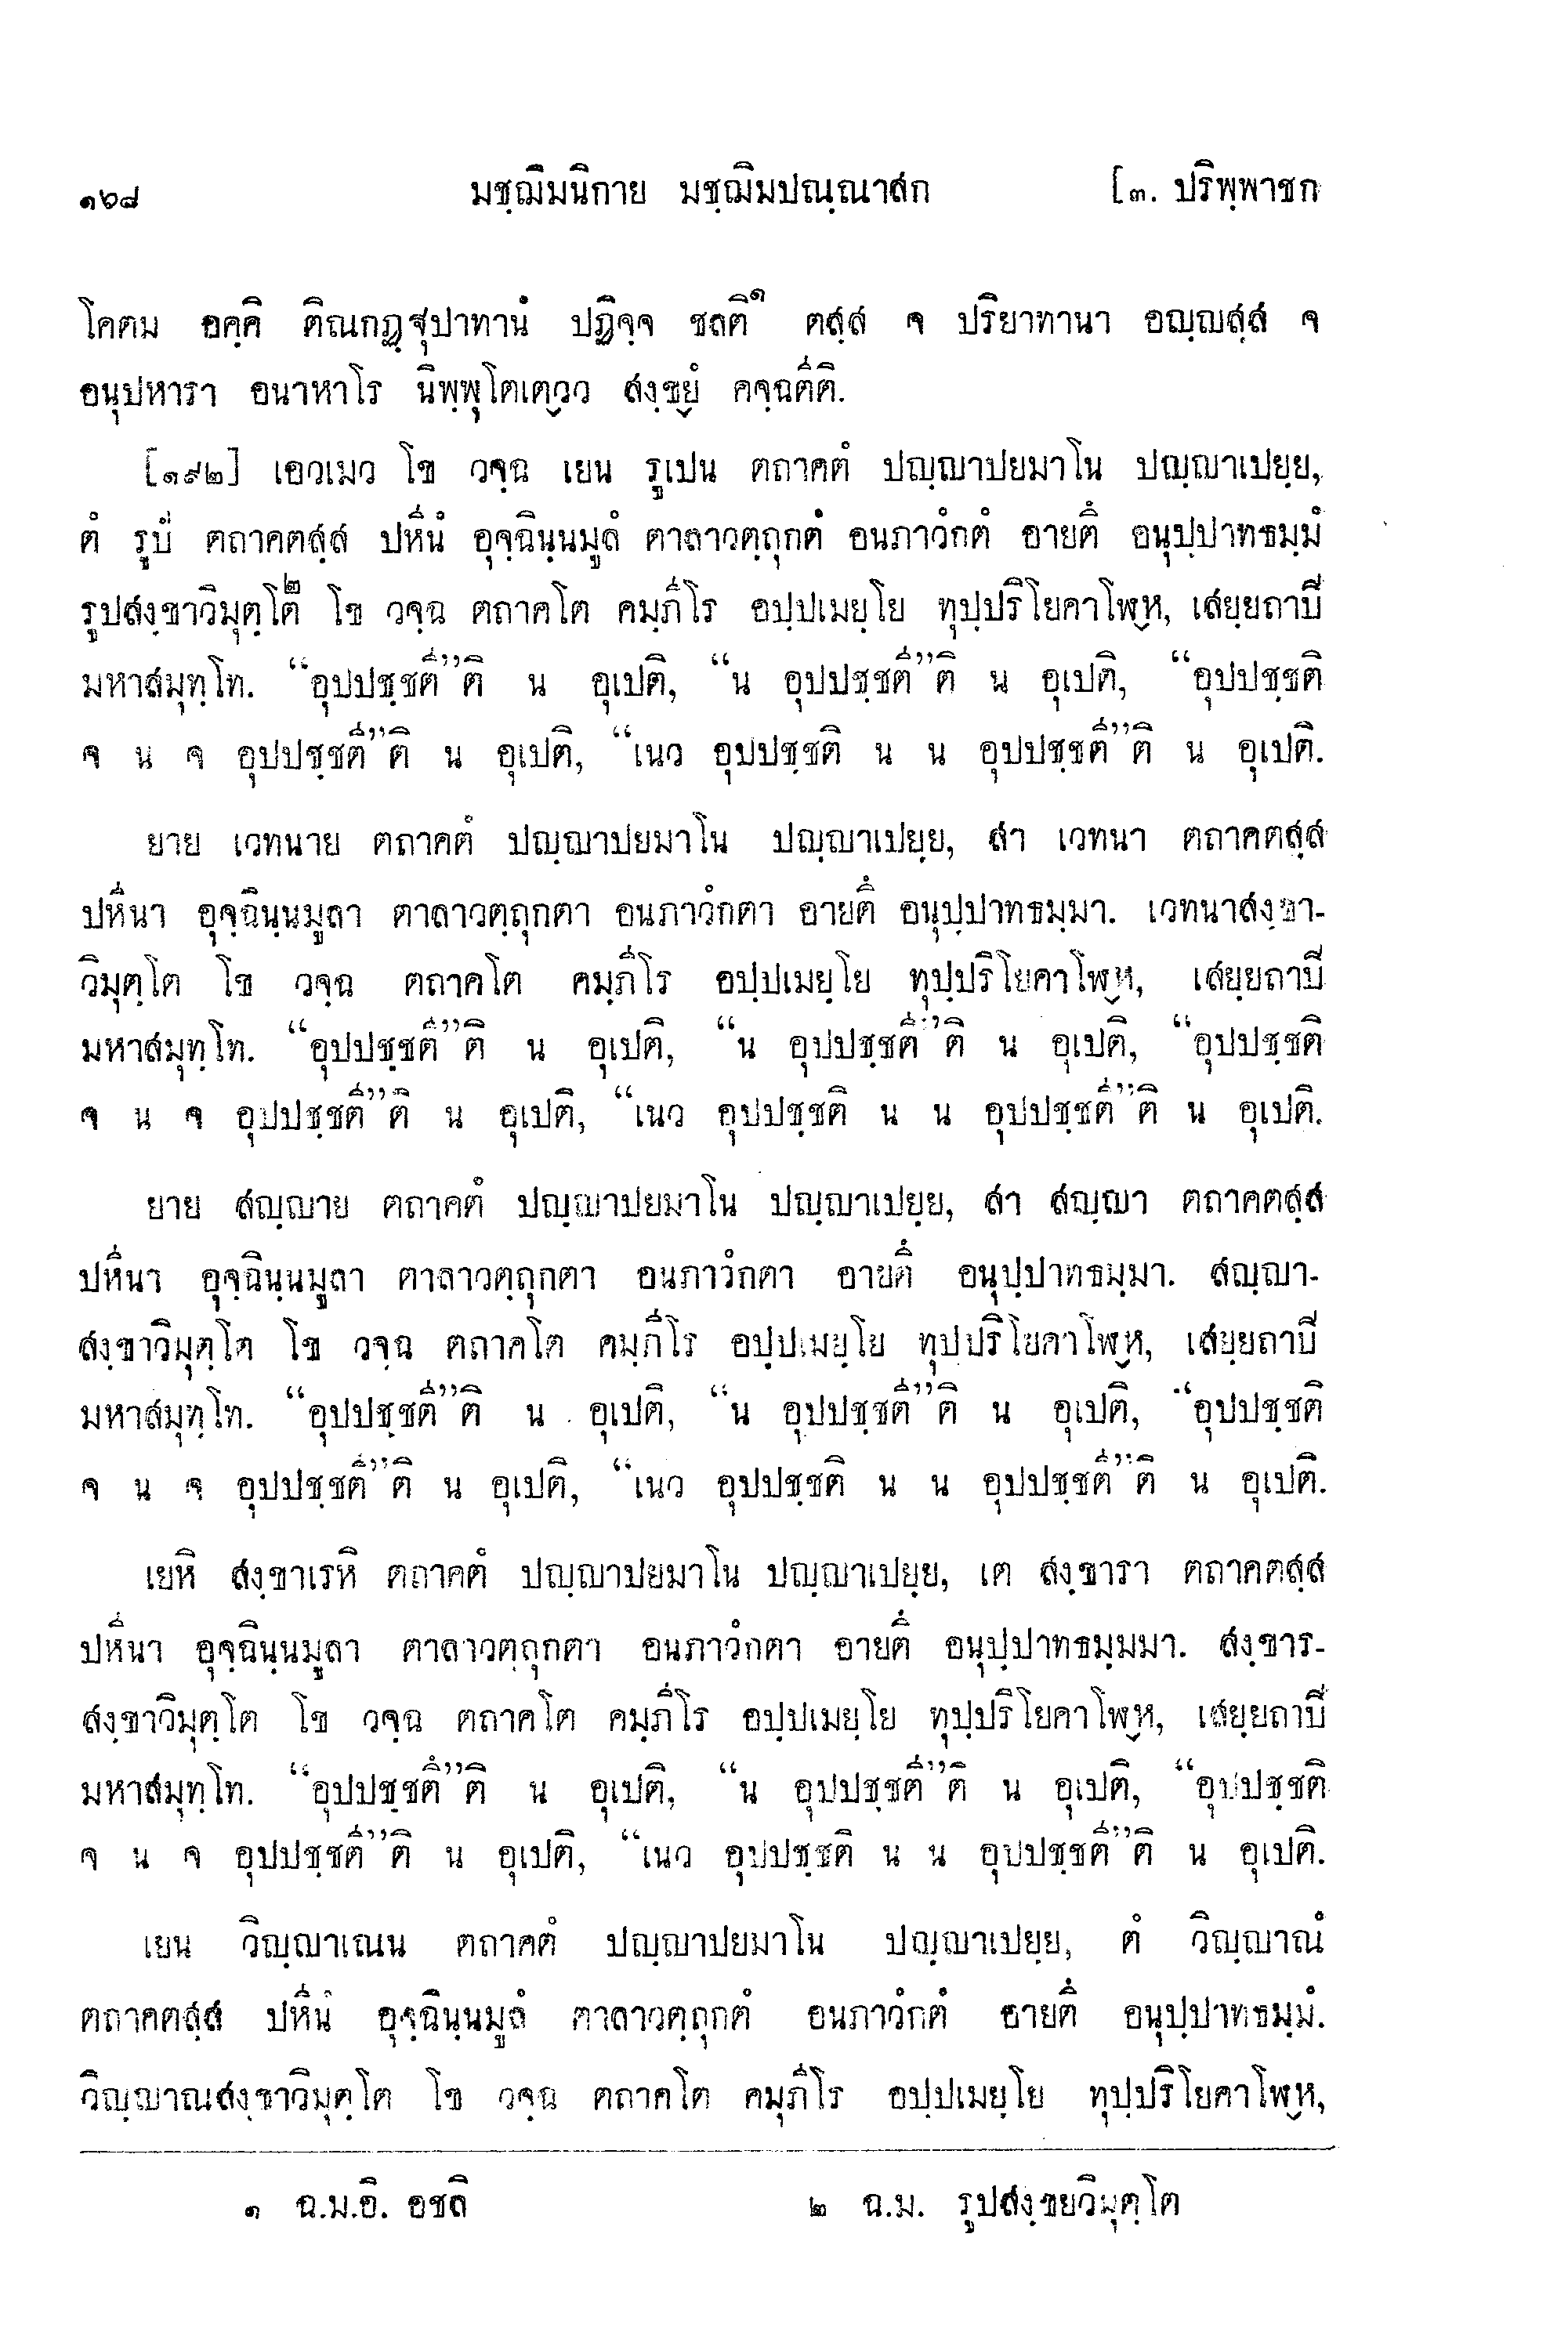 ๑๖๘ มชฺฌิมนิกาย มชฺฌิมปณฺณาสก [๓. ปริพฺพาชก
โคตม อคฺคิ ติณกฏฺฐุปาทานํ ปฏิจฺจ ชลติ๑ ตสฺส จ ปริยาทานา อญฺญสฺส จ
อนุปหารา อนาหาโร นิพฺพุโตเตฺวว สงฺขฺยํ คจฺฉตีติ.
[๑๙๒] เอวเมว โข วจฺฉ เยน รูเปน ตถาคตํ ปญฺญาปยมาโน ปญฺญาเปยฺย,
ตํ รูปํ ตถาคตสฺส ปหีนํ อุจฺฉินฺนมูลํ ตาลาวตฺถุกตํ อนภาวํกตํ อายตึ อนุปฺปาทธมฺมํ
รูปสงฺขาวิมุตฺโต๒ โข วจฺฉ ตถาคโต คมฺภีโร อปฺปเมยฺโย ทุปฺปริโยคาโฬฺห, เสยฺยถาปิ
มหาสมุทฺโท. “อุปปชฺชตี”ติ น อุเปติ, “น อุปปชฺชตี”ติ น อุเปติ, “อุปปชฺชติ
จ น จ อุปปชฺชตี”ติ น อุเปติ, “เนว อุปปชฺชติ น น อุปปชฺชตี”ติ น อุเปติ.
ยาย เวทนาย ตถาคตํ ปญฺญาปยมาโน ปญฺญาเปยฺย, สา เวทนา ตถาคตสฺส
ปหีนา อุจฺฉินฺนมูลา ตาลาวตฺถุกตา อนภาวํกตา อายตึ อนุปฺปาทธมฺมา. เวทนาสงฺขา-
วิมุตฺโต โข วจฺฉ ตถาคโต คมฺภีโร อปฺปเมยฺโย ทุปฺปริโยคาโฬฺห, เสยฺยถาปิ
มหาสมุทฺโท. “อุปปชฺชตี”ติ น อุเปติ, “น อุปปชฺชตี”ติ น อุเปติ, “อุปปชฺชติ
จ น จ อุปปชฺชตี”ติ น อุเปติ, “เนว อุปปชฺชติ น น อุปปชฺชตี”ติ น อุเปติ.
ยาย สญฺญาย ตถาคตํ ปญฺญาปยมาโน ปญฺญาเปยฺย, สา สญฺญา ตถาคตสฺส
ปหีนา อุจฺฉินฺนมูลา ตาลาวตฺถุกตา อนภาวํกตา อายตึ อนุปฺปาทธมฺมา. สญฺญา-
สงฺขาวิมุตฺโต โข วจฺฉ ตถาคโต คมฺภีโร อปฺปเมยฺโย ทุปฺปริโยคาโฬฺห, เสยฺยถาปิ
มหาสมุทฺโท. “อุปปชฺชตี”ติ น อุเปติ, “น อุปปชฺชตี”ติ น อุเปติ, “อุปปชฺชติ
จ น จ อุปปชฺชตี”ติ น อุเปติ, “เนว อุปปชฺชติ น น อุปปชฺชตี”ติ น อุเปติ.
เยหิ สงฺขาเรหิ ตถาคตํ ปญฺญาปยมาโน ปญฺญาเปยฺย, เต สงฺขารา ตถาคตสฺส
ปหีนา อุจฺฉินฺนมูลา ตาลาวตฺถุกตา อนภาวํกตา อายตึ อนุปฺปาทธมฺมมา. สงฺขาร-
สงฺขาวิมุตฺโต โข วจฺฉ ตถาคโต คมฺภีโร อปฺปเมยฺโย ทุปฺปริโยคาโฬฺห, เสยฺยถาปิ
มหาสมุทฺโท. “อุปปชฺชตี”ติ น อุเปติ, “น อุปปชฺชตี”ติ น อุเปติ, “อุปปชฺชติ
จ น จ อุปปชฺชตี”ติ น อุเปติ, “เนว อุปปชฺชติ น น อุปปชฺชตี”ติ น อุเปติ.
เยน วิญฺญาเณน ตถาคตํ ปญฺญาปยมาโน ปญฺญาเปยฺย, ตํ วิญฺญาณํ
ตถาคตสฺส ปหีนํ อุจฺฉินฺนมูลํ ตาลาวตฺถุกตํ อนภาวํกตํ อายตึ อนุปฺปาทธมฺมํ.
วิญฺญาณสงฺขาวิมุตฺโต โข วจฺฉ ตถาคโต คมฺภีโร อปฺปเมยฺโย ทุปฺปริโยคาโฬฺห,
๑ ฉ.ม.อิ. อชลิ ๒ ฉ.ม. รูปสงฺขยวิมุตฺโต